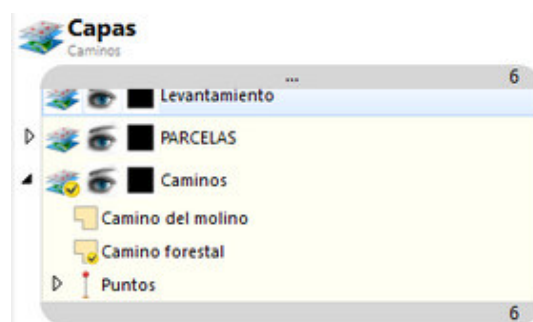 Capas
Caminos
... 6
Levantamiento
PARCELAS
Caminos
Camino del molino
Camino forestal
Puntos
6